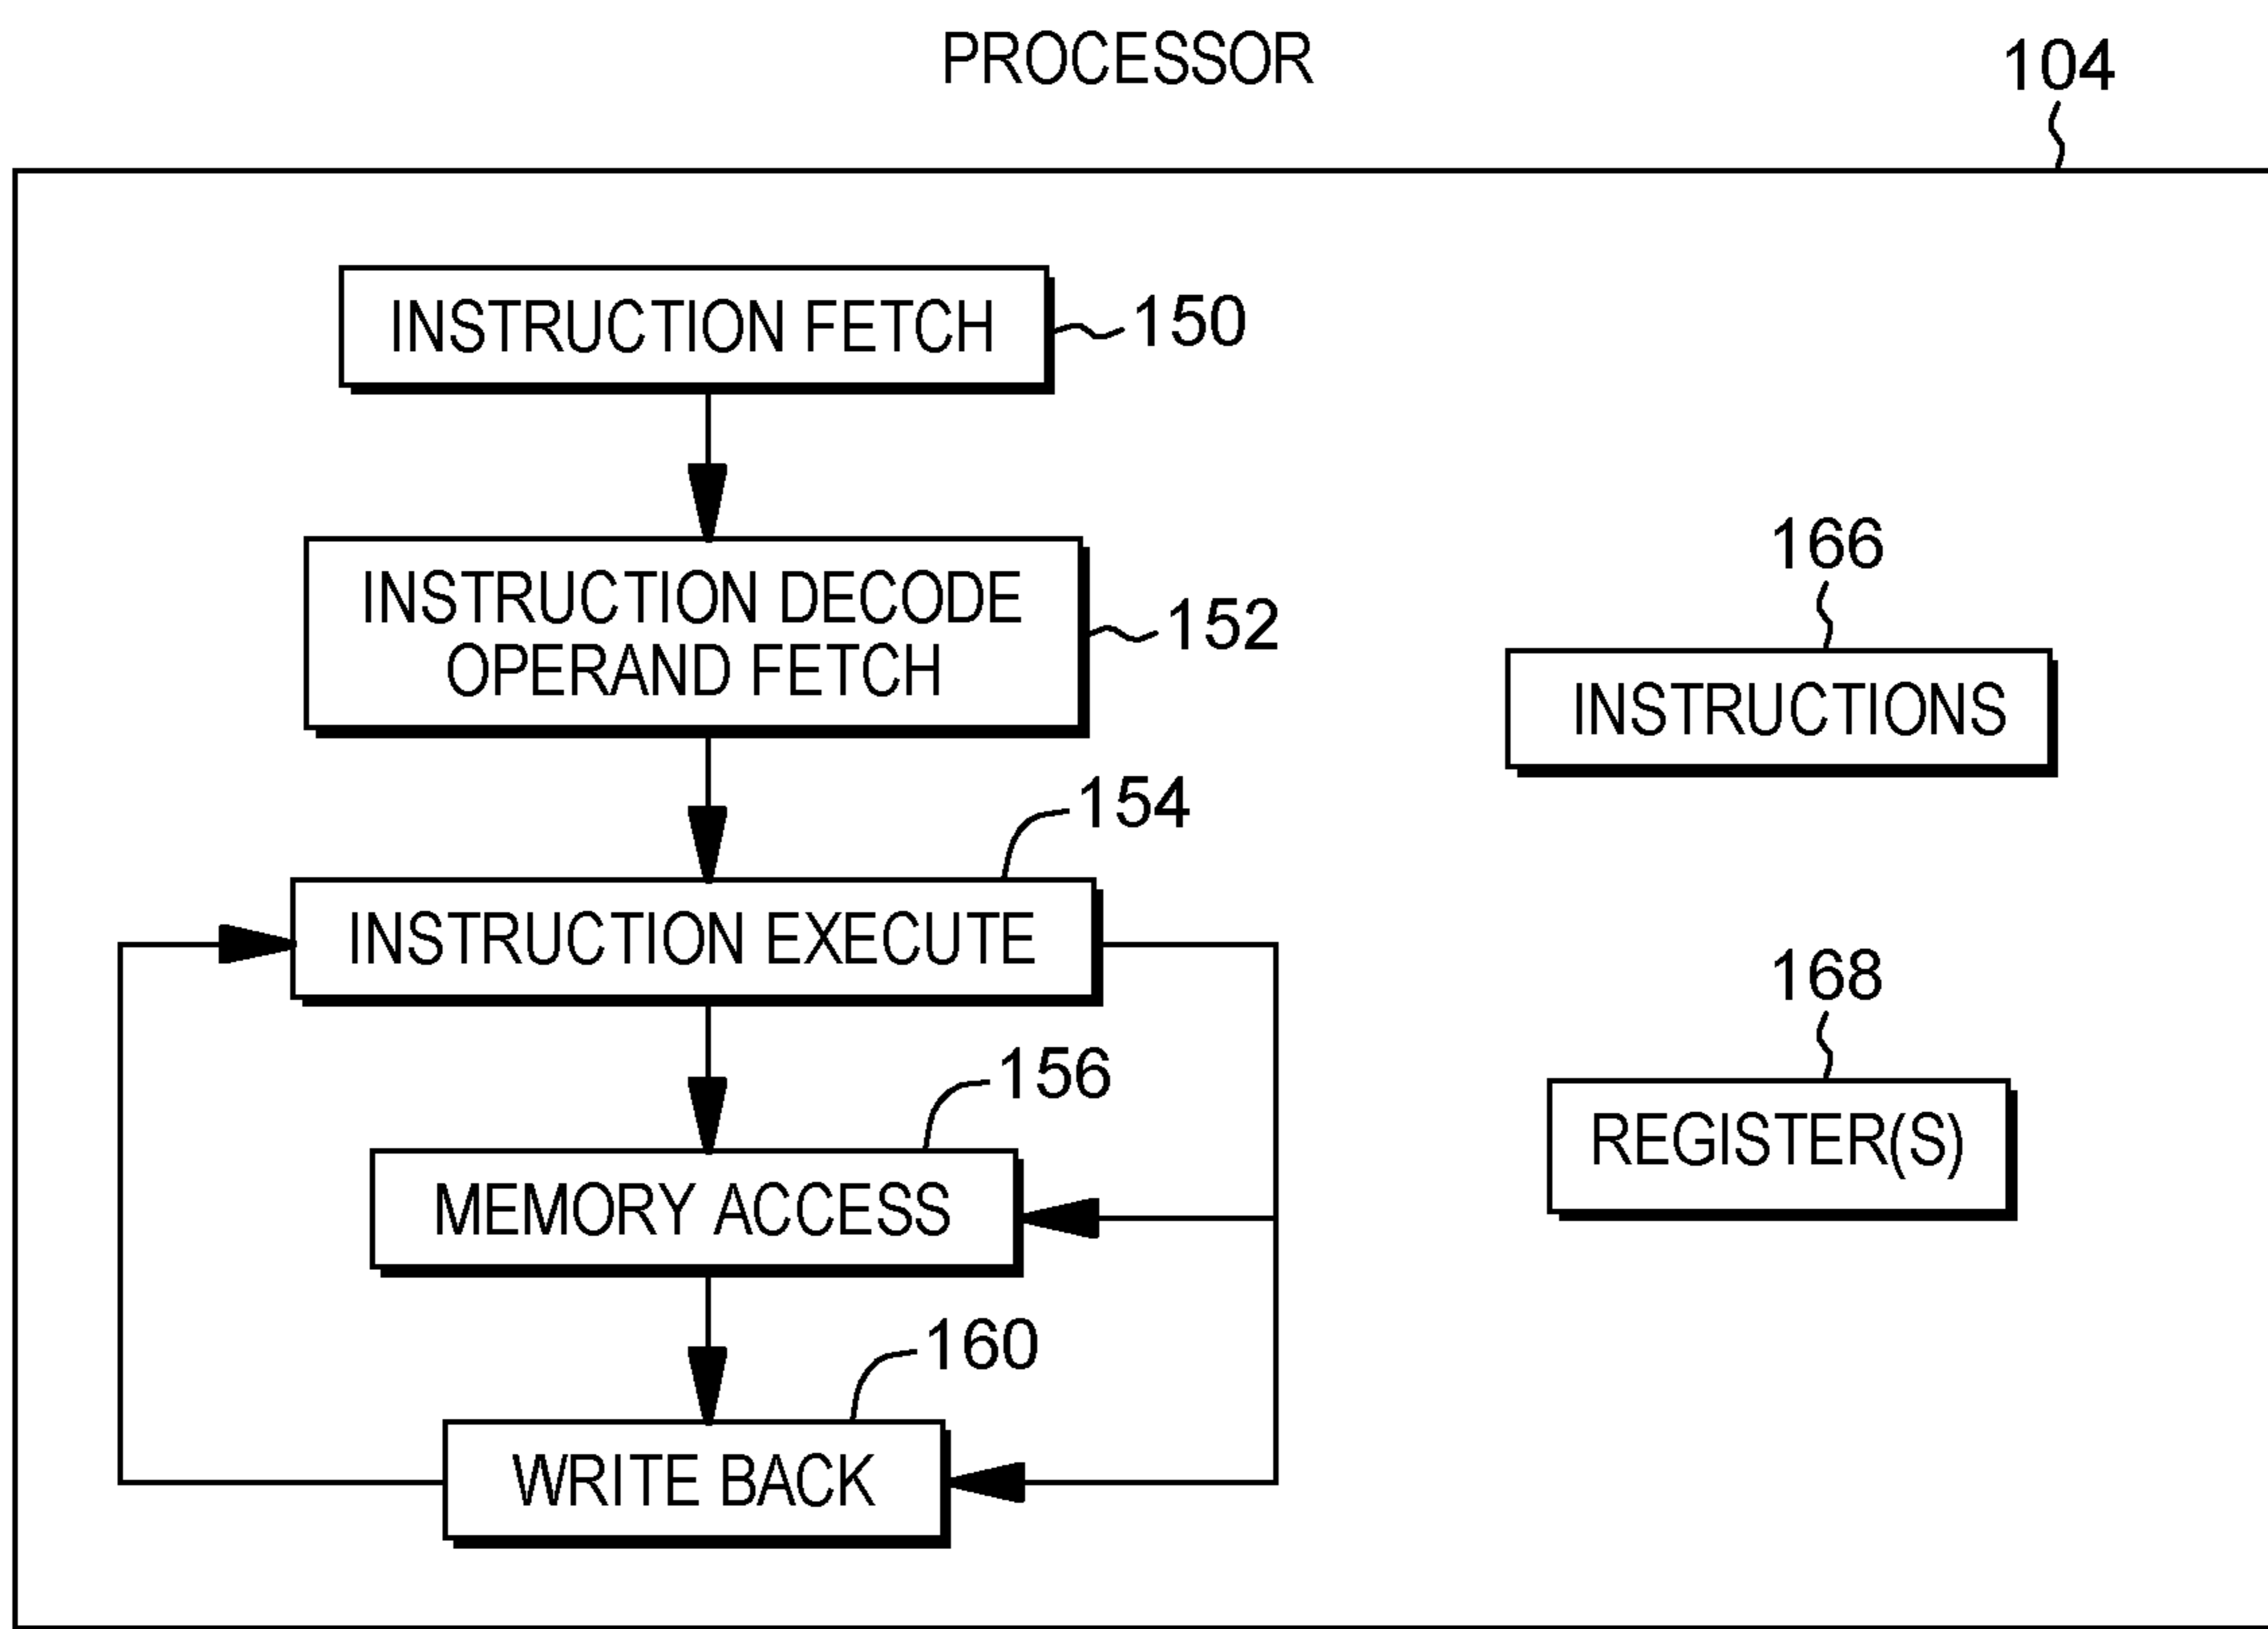 PROCESSOR
104
INSTRUCTION FETCH
150
INSTRUCTION DECODE
OPERAND FETCH
152
166
INSTRUCTIONS
154
INSTRUCTION EXECUTE
168
REGISTER(S)
156
MEMORY ACCESS
160
WRITE BACK